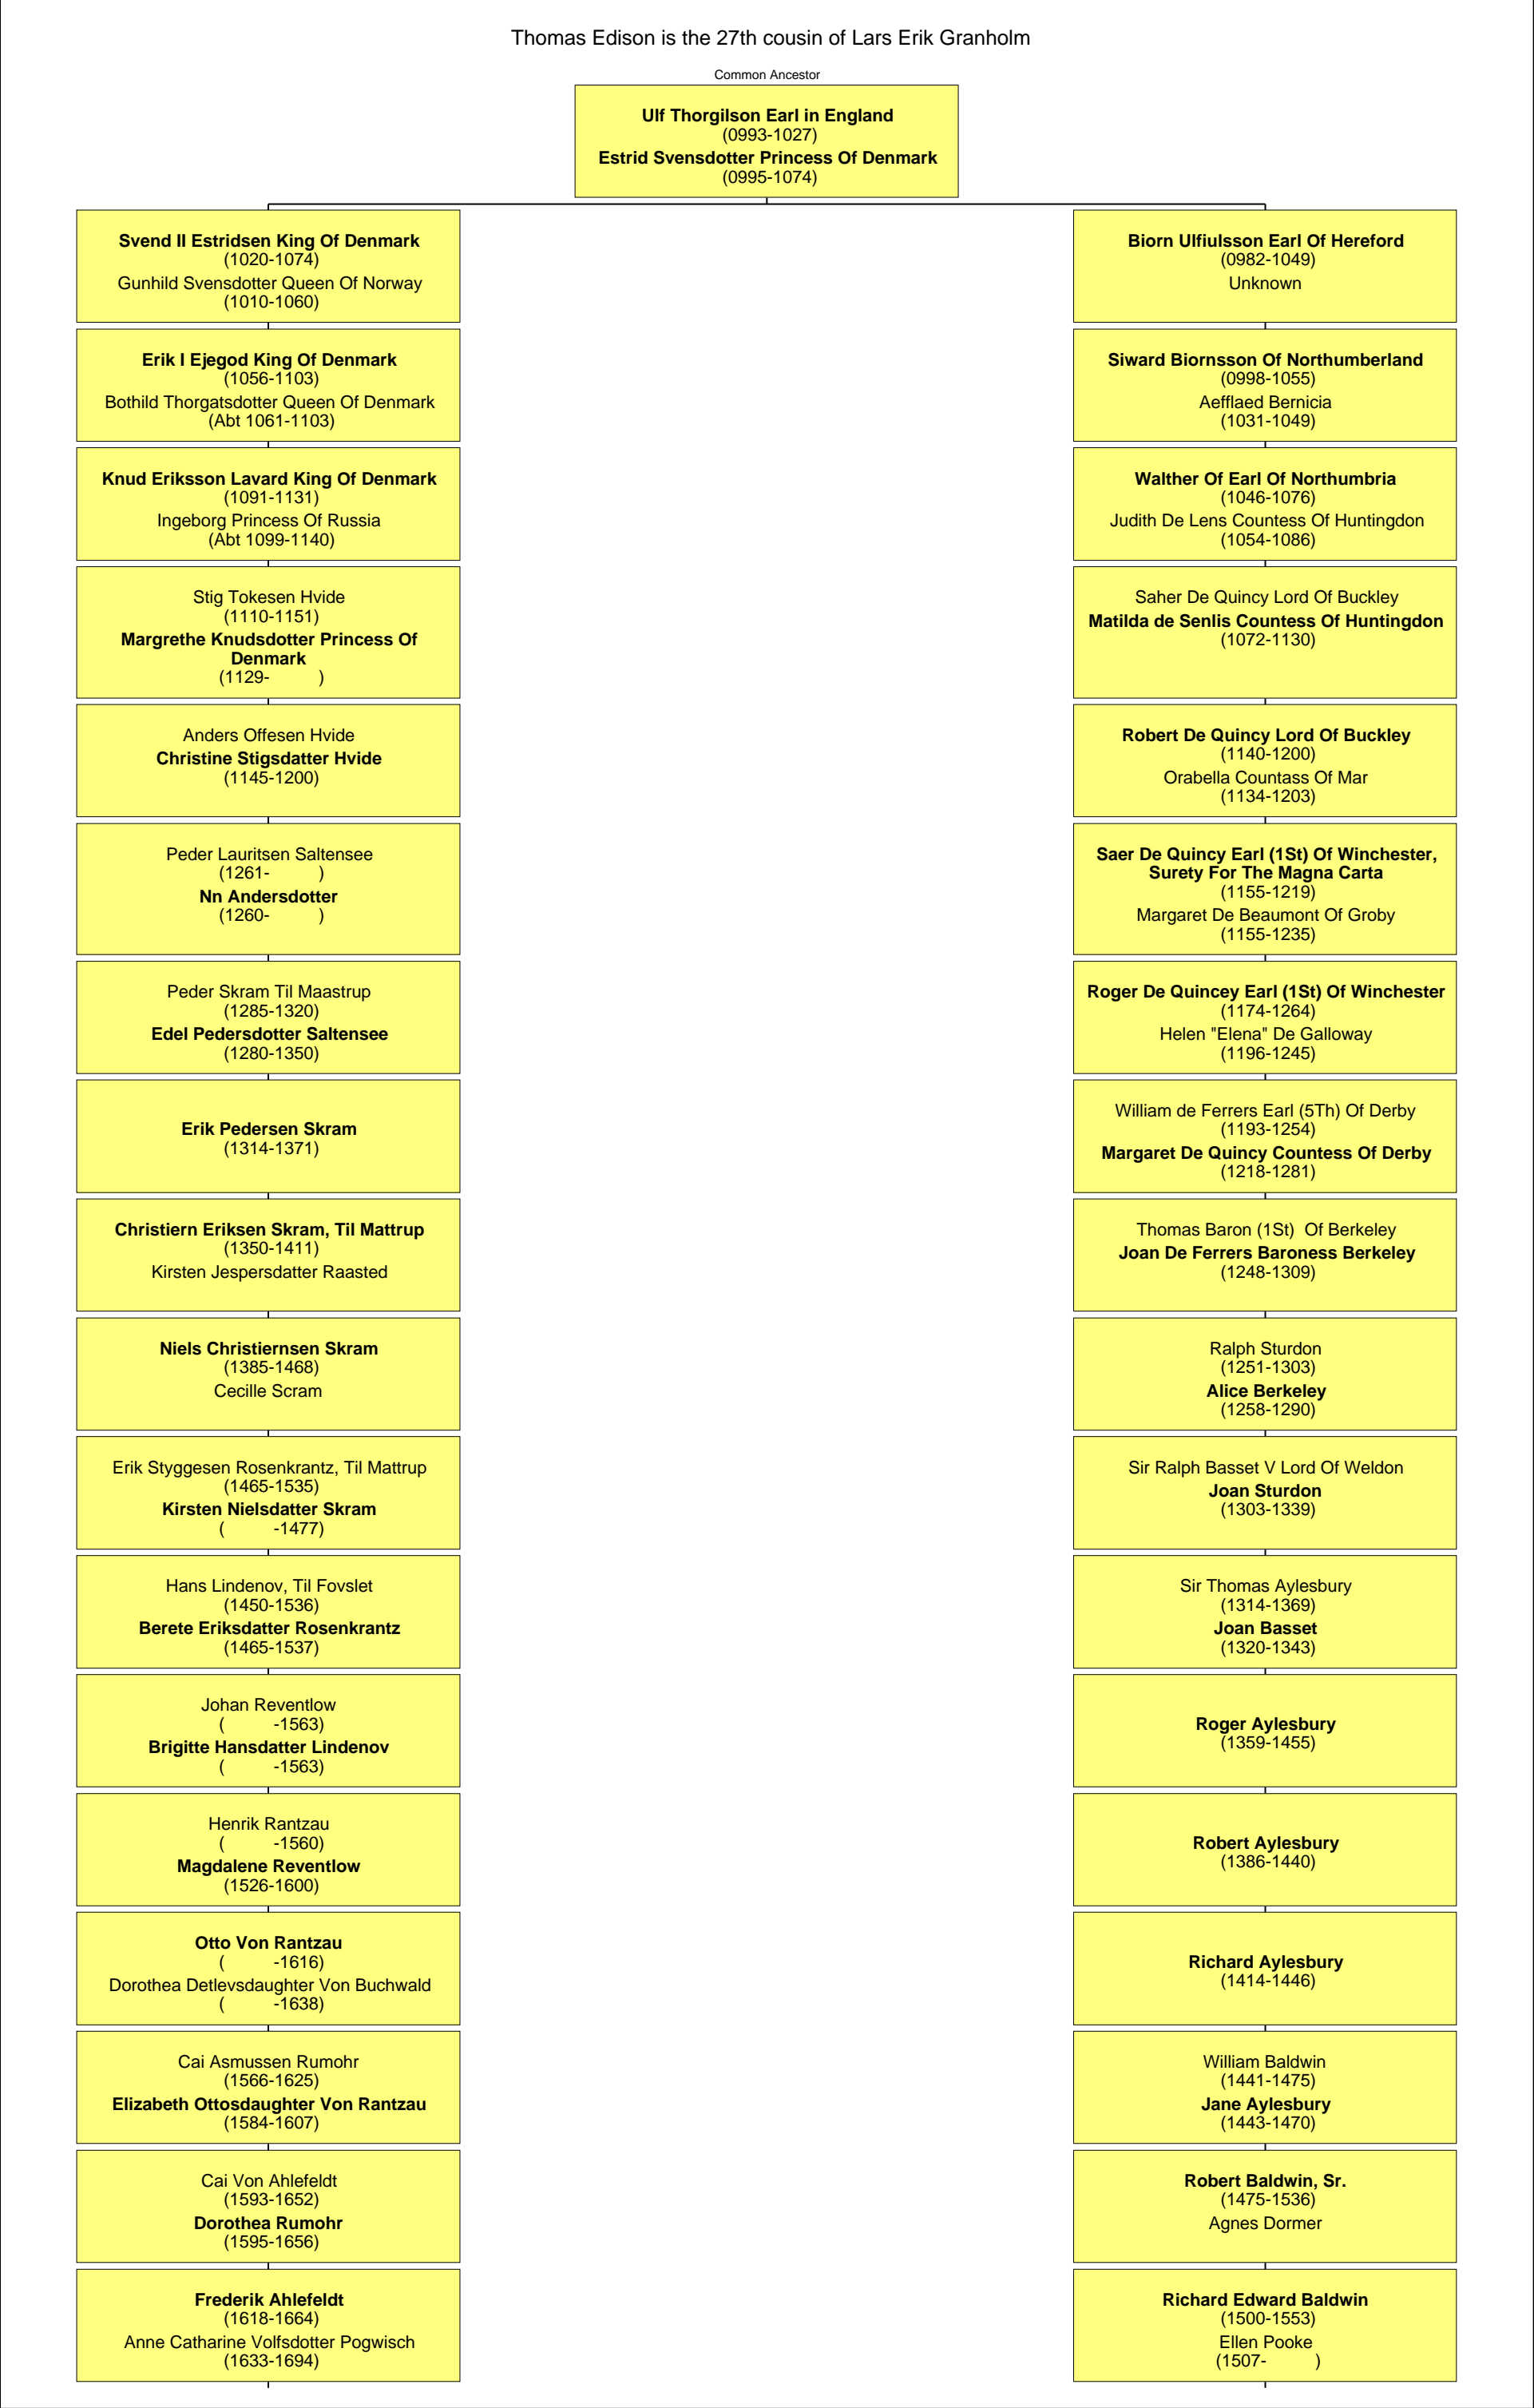 Thomas Edison is the 27th cousin of Lars Erik Granholm
Common Ancestor
Ulf Thorgilson Earl in England
(0993-1027)
Estrid Svensdotter Princess Of Denmark
(0995-1074)
Svend II Estridsen King Of Denmark
(1020-1074)
Gunhild Svensdotter Queen Of Norway
(1010-1060)
Erik I Ejegod King Of Denmark
(1056-1103)
Bothild Thorgatsdotter Queen Of Denmark
(Abt 1061-1103)
Knud Eriksson Lavard King Of Denmark
(1091-1131)
Ingeborg Princess Of Russia
(Abt 1099-1140)
Stig Tokesen Hvide
(1110-1151)
Margrethe Knudsdotter Princess Of
Denmark
(1129- )
Anders Offesen Hvide
Christine Stigsdatter Hvide
(1145-1200)
Peder Lauritsen Saltensee
(1261- )
Nn Andersdotter
(1260- )
Peder Skram Til Maastrup
(1285-1320)
Edel Pedersdotter Saltensee
(1280-1350)
Erik Pedersen Skram
(1314-1371)
Christiern Eriksen Skram, Til Mattrup
(1350-1411)
Kirsten Jespersdatter Raasted
Niels Christiernsen Skram
(1385-1468)
Cecille Scram
Erik Styggesen Rosenkrantz, Til Mattrup
(1465-1535)
Kirsten Nielsdatter Skram
( -1477)
Hans Lindenov, Til Fovslet
(1450-1536)
Berete Eriksdatter Rosenkrantz
(1465-1537)
Johan Reventlow
( -1563)
Brigitte Hansdatter Lindenov
( -1563)
Henrik Rantzau
( -1560)
Magdalene Reventlow
(1526-1600)
Otto Von Rantzau
( -1616)
Dorothea Detlevsdaughter Von Buchwald
( -1638)
Cai Asmussen Rumohr
(1566-1625)
Elizabeth Ottosdaughter Von Rantzau
(1584-1607)
Cai Von Ahlefeldt
(1593-1652)
Dorothea Rumohr
(1595-1656)
Frederik Ahlefeldt
(1618-1664)
Anne Catharine Volfsdotter Pogwisch
(1633-1694)
Biorn Ulfiulsson Earl Of Hereford
(0982-1049)
Unknown
Siward Biornsson Of Northumberland
(0998-1055)
Aefflaed Bernicia
(1031-1049)
Walther Of Earl Of Northumbria
(1046-1076)
Judith De Lens Countess Of Huntingdon
(1054-1086)
Saher De Quincy Lord Of Buckley
Matilda de Senlis Countess Of Huntingdon
(1072-1130)
Robert De Quincy Lord Of Buckley
(1140-1200)
Orabella Countass Of Mar
(1134-1203)
Saer De Quincy Earl (1St) Of Winchester,
Surety For The Magna Carta
(1155-1219)
Margaret De Beaumont Of Groby
(1155-1235)
Roger De Quincey Earl (1St) Of Winchester
(1174-1264)
Helen "Elena" De Galloway
(1196-1245)
William de Ferrers Earl (5Th) Of Derby
(1193-1254)
Margaret De Quincy Countess Of Derby
(1218-1281)
Thomas Baron (1St) Of Berkeley
Joan De Ferrers Baroness Berkeley
(1248-1309)
Ralph Sturdon
(1251-1303)
Alice Berkeley
(1258-1290)
Sir Ralph Basset V Lord Of Weldon
Joan Sturdon
(1303-1339)
Sir Thomas Aylesbury
(1314-1369)
Joan Basset
(1320-1343)
Roger Aylesbury
(1359-1455)
Robert Aylesbury
(1386-1440)
Richard Aylesbury
(1414-1446)
William Baldwin
(1441-1475)
Jane Aylesbury
(1443-1470)
Robert Baldwin, Sr.
(1475-1536)
Agnes Dormer
Richard Edward Baldwin
(1500-1553)
Ellen Pooke
(1507- )